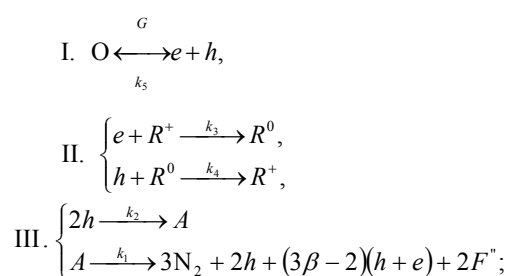 G
I. O ⟷ e + h,
k₅
II. { e + R⁺ —k₃→ R⁰,
h + R⁰ —k₄→ R⁺,
III. { 2h —k₂→ A
A —k₁→ 3N₂ + 2h + (3β − 2)(h + e) + 2F";